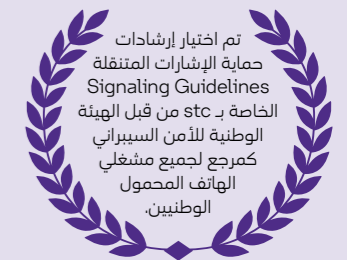 تم اختيار إرشادات
حماية الإشارات المتنقلة
Signaling Guidelines
الخاصة بـ stc من قبل الهيئة
الوطنية للأمن السيبراني
كمرجع لجميع مشغلي
الهاتف المحمول
الوطنيين.